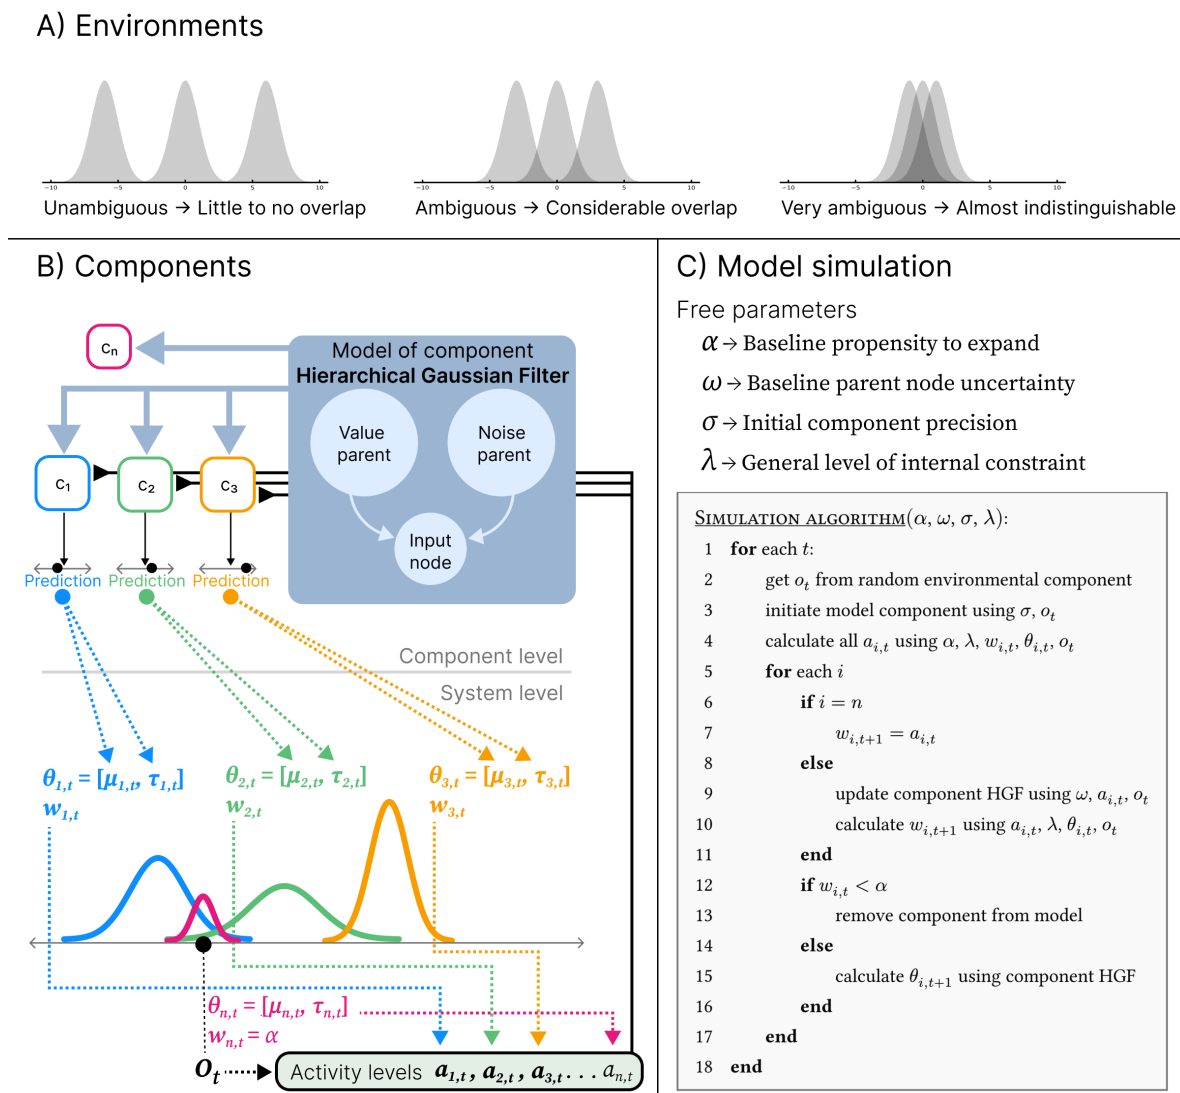 A) Environments
−10 −5 0 5 10
−10 −5 0 5 10
−10 −5 0 5 10
Unambiguous → Little to no overlap
Ambiguous → Considerable overlap
Very ambiguous → Almost indistinguishable
B) Components
cn
Model of component
Hierarchical Gaussian Filter
Value
parent
Noise
parent
Input
node
c1
c2
c3
Prediction
Prediction
Prediction
Component level
System level
θ1,t = [μ1,t, τ1,t]
w1,t
θ2,t = [μ2,t, τ2,t]
w2,t
θ3,t = [μ3,t, τ3,t]
w3,t
θn,t = [μn,t, τn,t]
wn,t = α
Ot
Activity levels a1,t, a2,t, a3,t . . . an,t
C) Model simulation
Free parameters
α → Baseline propensity to expand
ω → Baseline parent node uncertainty
σ → Initial component precision
λ → General level of internal constraint
SIMULATION ALGORITHM(α, ω, σ, λ):
1 for each t:
2 get ot from random environmental component
3 initiate model component using σ, ot
4 calculate all ai,t using α, λ, wi,t, θi,t, ot
5 for each i
6 if i = n
7 wi,t+1 = ai,t
8 else
9 update component HGF using ω, ai,t, ot
10 calculate wi,t+1 using ai,t, λ, θi,t, ot
11 end
12 if wi,t < α
13 remove component from model
14 else
15 calculate θi,t+1 using component HGF
16 end
17 end
18 end